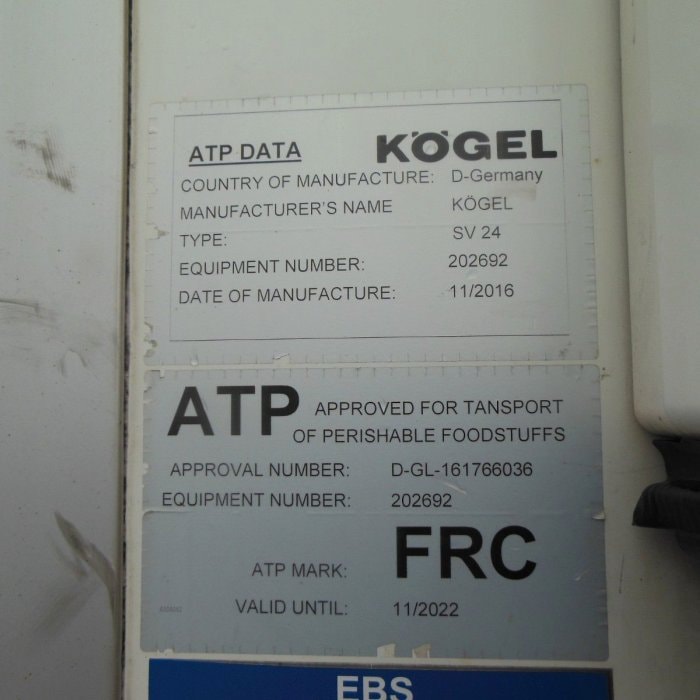 ATP DATA KÖGEL
COUNTRY OF MANUFACTURE: D-Germany
MANUFACTURER'S NAME KÖGEL
TYPE: SV 24
EQUIPMENT NUMBER: 202692
DATE OF MANUFACTURE: 11/2016
ATP APPROVED FOR TANSPORT
OF PERISHABLE FOODSTUFFS
APPROVAL NUMBER: D-GL-161766036
EQUIPMENT NUMBER: 202692
ATP MARK: FRC
VALID UNTIL: 11/2022
EBS